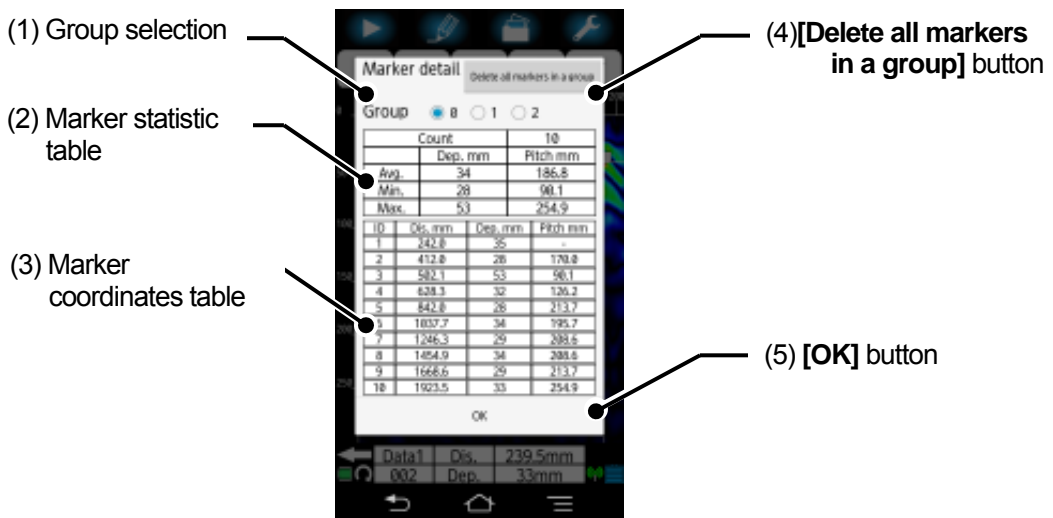 (1) Group selection
(2) Marker statistic
table
(3) Marker
coordinates table
Marker detail
Delete all markers in a group
Group 0 1 2
Count 10
Dep. mm Pitch mm
Avg. 34 186.8
Min. 28 90.1
Max. 53 254.9
ID Dis. mm Dep. mm Pitch mm
1 242.0 35 -
2 412.0 28 170.0
3 502.1 53 90.1
4 628.3 32 126.2
5 842.0 28 213.7
6 1037.7 34 195.7
7 1246.3 29 208.6
8 1454.9 34 208.6
9 1668.6 29 213.7
10 1923.5 33 254.9
OK
Data1 Dis. 239.5mm
002 Dep. 33mm
100
150
200
250
(4)[Delete all markers
in a group] button
(5) [OK] button